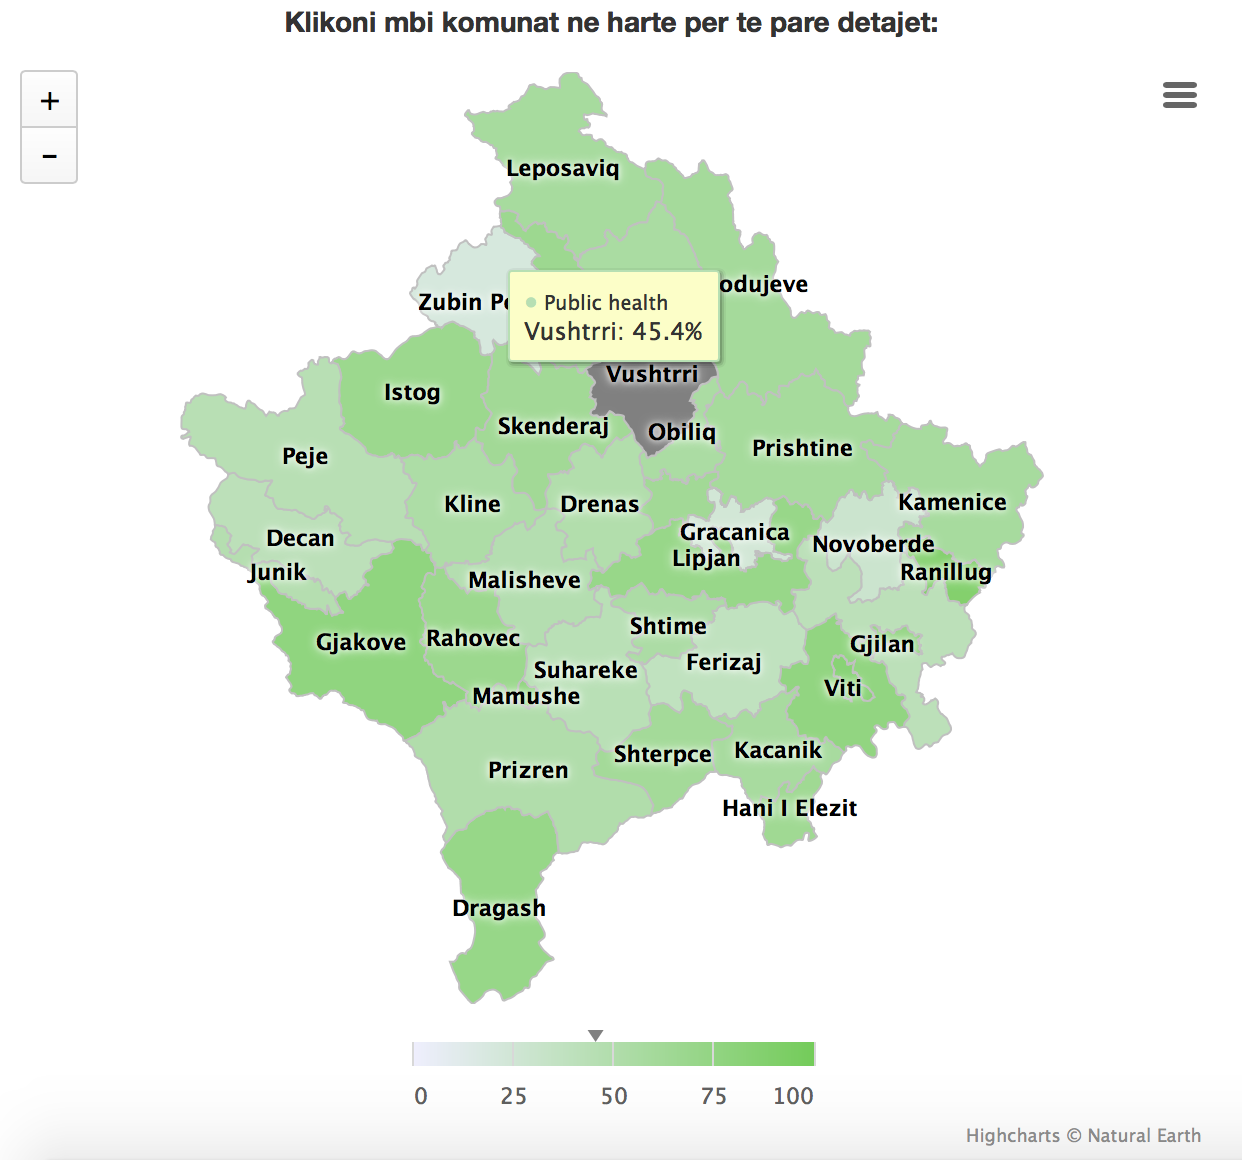 Klikoni mbi komunat ne harte per te pare detajet:
+
−
Leposaviq
odujeve
Zubin Po
● Public health
Vushtrri: 45.4%
Vushtrri
Istog
Skenderaj
Obiliq
Prishtine
Peje
Kline
Drenas
Kamenice
Decan
Gracanica
Novoberde
Lipjan
Junik
Malisheve
Ranillug
Shtime
Gjakove
Rahovec
Gjilan
Suhareke
Ferizaj
Viti
Mamushe
Shterpce
Kacanik
Prizren
Hani I Elezit
Dragash
0 25 50 75 100
Highcharts © Natural Earth